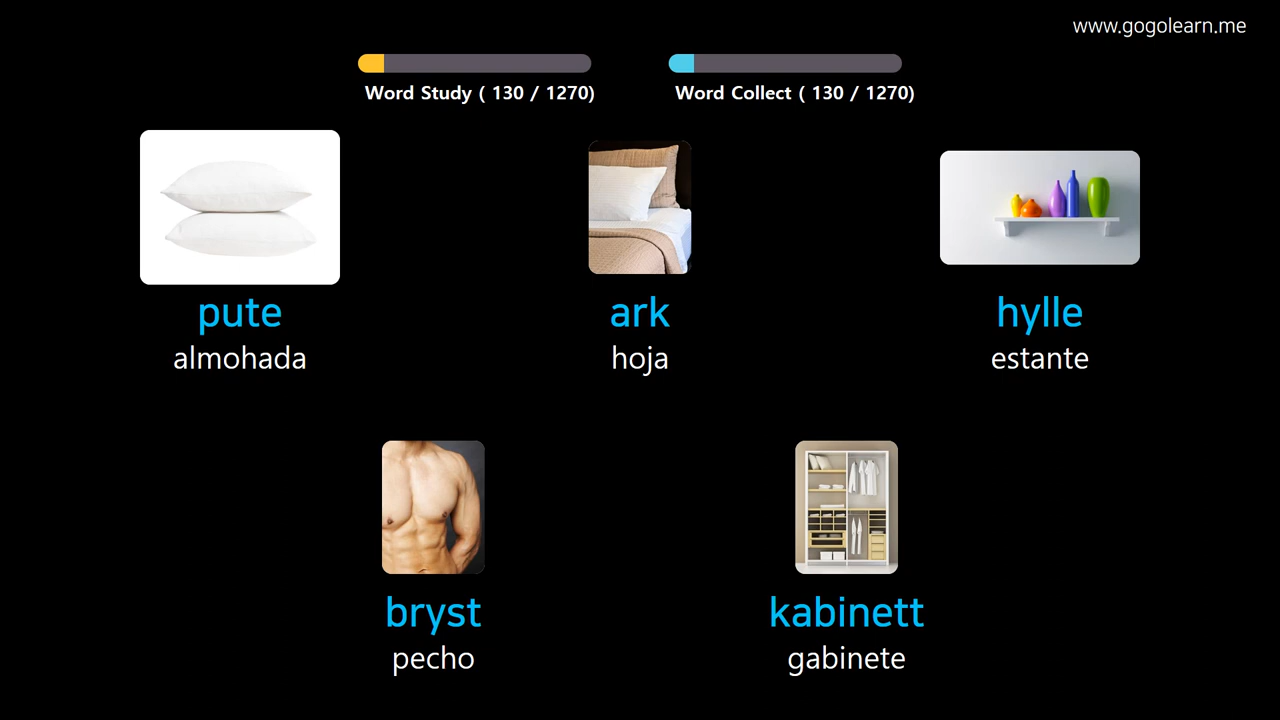 www.gogolearn.me
Word Study ( 130 / 1270)
Word Collect ( 130 / 1270)
pute
almohada
ark
hoja
hylle
estante
bryst
pecho
kabinett
gabinete